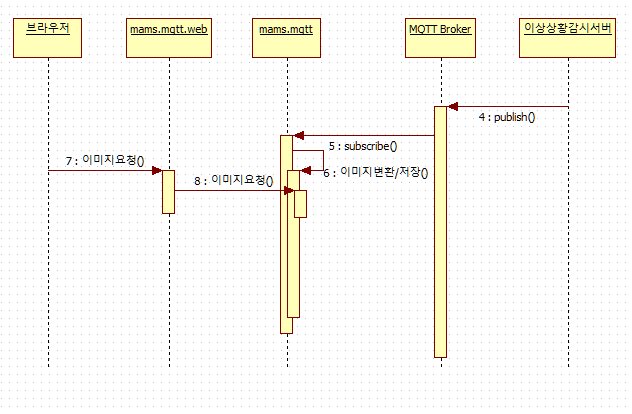 브라우저
mams.mqtt.web
mams.mqtt
MQTT Broker
이상상황감시서버
4 : publish()
5 : subscribe()
7 : 이미지요청()
6 : 이미지변환/저장()
8 : 이미지요청()